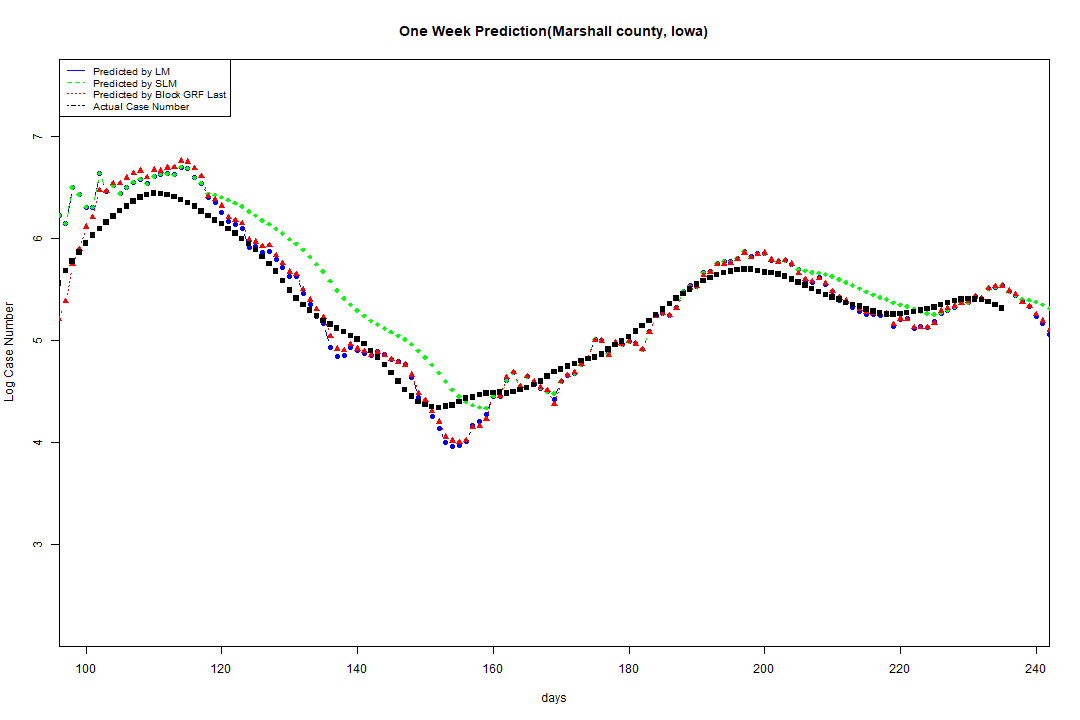 One Week Prediction(Marshall county, Iowa)
Predicted by LM
Predicted by SLM
Predicted by Block GRF Last
Actual Case Number
7
6
5
4
3
Log Case Number
100 120 140 160 180 200 220 240
days